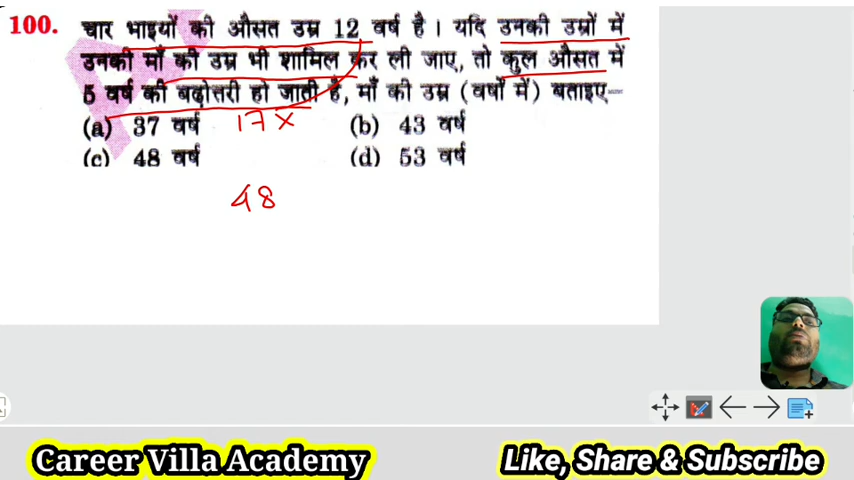 100. चार भाइयों की औसत उम्र 12 वर्ष है। यदि उनकी उम्रों में
उनकी माँ की उम्र भी शामिल कर ली जाए, तो कुल औसत में
5 वर्ष की बढ़ोत्तरी हो जाती है, माँ की उम्र (वर्षों में) बताइए–
(a) 37 वर्ष 17 x (b) 43 वर्ष
(c) 48 वर्ष (d) 53 वर्ष
48
Career Villa Academy Like, Share & Subscribe